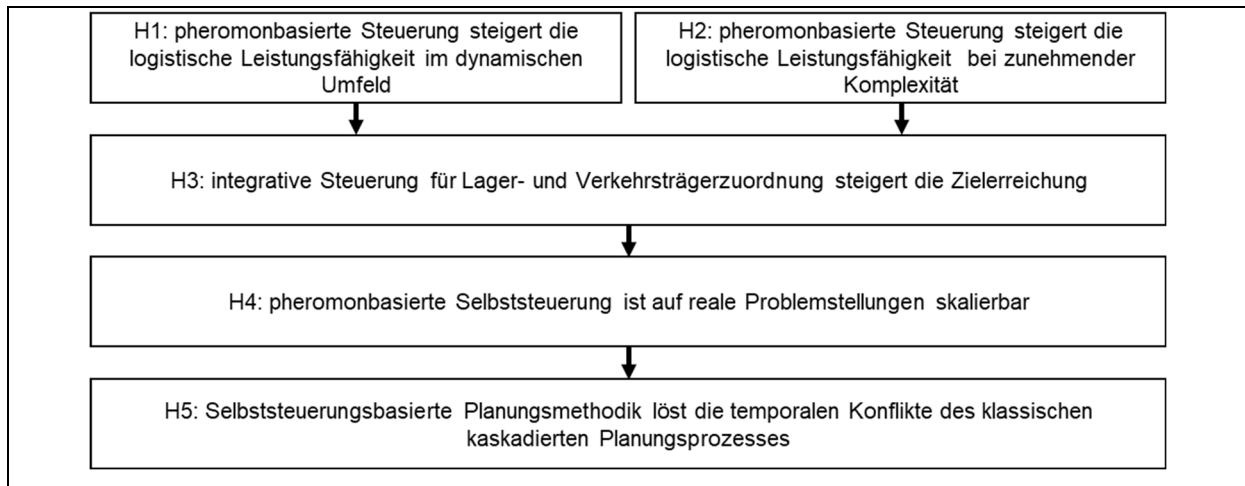 H1: pheromonbasierte Steuerung steigert die
logistische Leistungsfähigkeit im dynamischen
Umfeld
H2: pheromonbasierte Steuerung steigert die
logistische Leistungsfähigkeit bei zunehmender
Komplexität
H3: integrative Steuerung für Lager- und Verkehrsträgerzuordnung steigert die Zielerreichung
H4: pheromonbasierte Selbststeuerung ist auf reale Problemstellungen skalierbar
H5: Selbststeuerungsbasierte Planungsmethodik löst die temporalen Konflikte des klassischen
kaskadierten Planungsprozesses